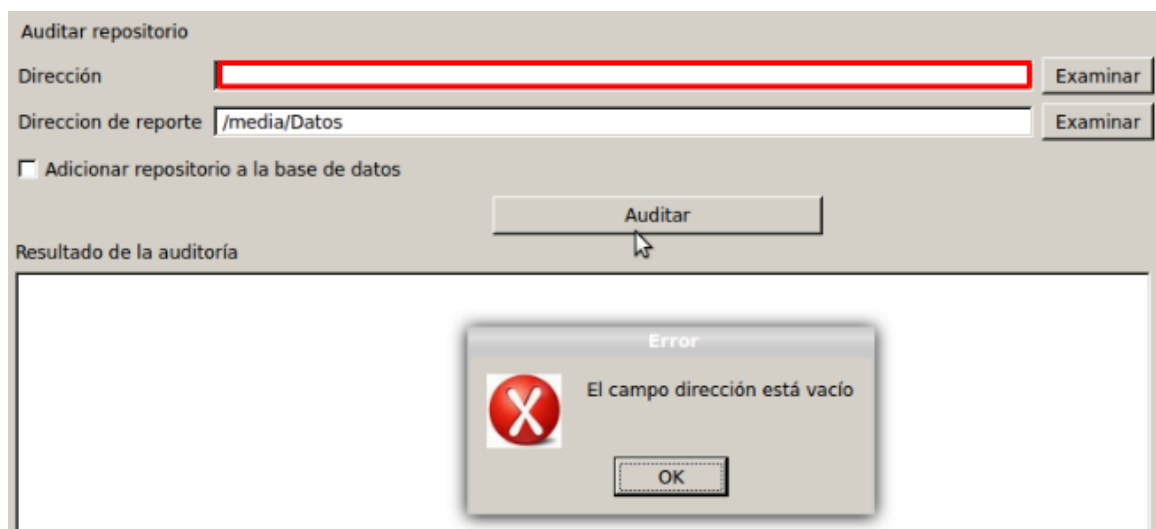 Auditar repositorio
Dirección Examinar
Direccion de reporte /media/Datos Examinar
Adicionar repositorio a la base de datos
Auditar
Resultado de la auditoría
Error
El campo dirección está vacío
OK